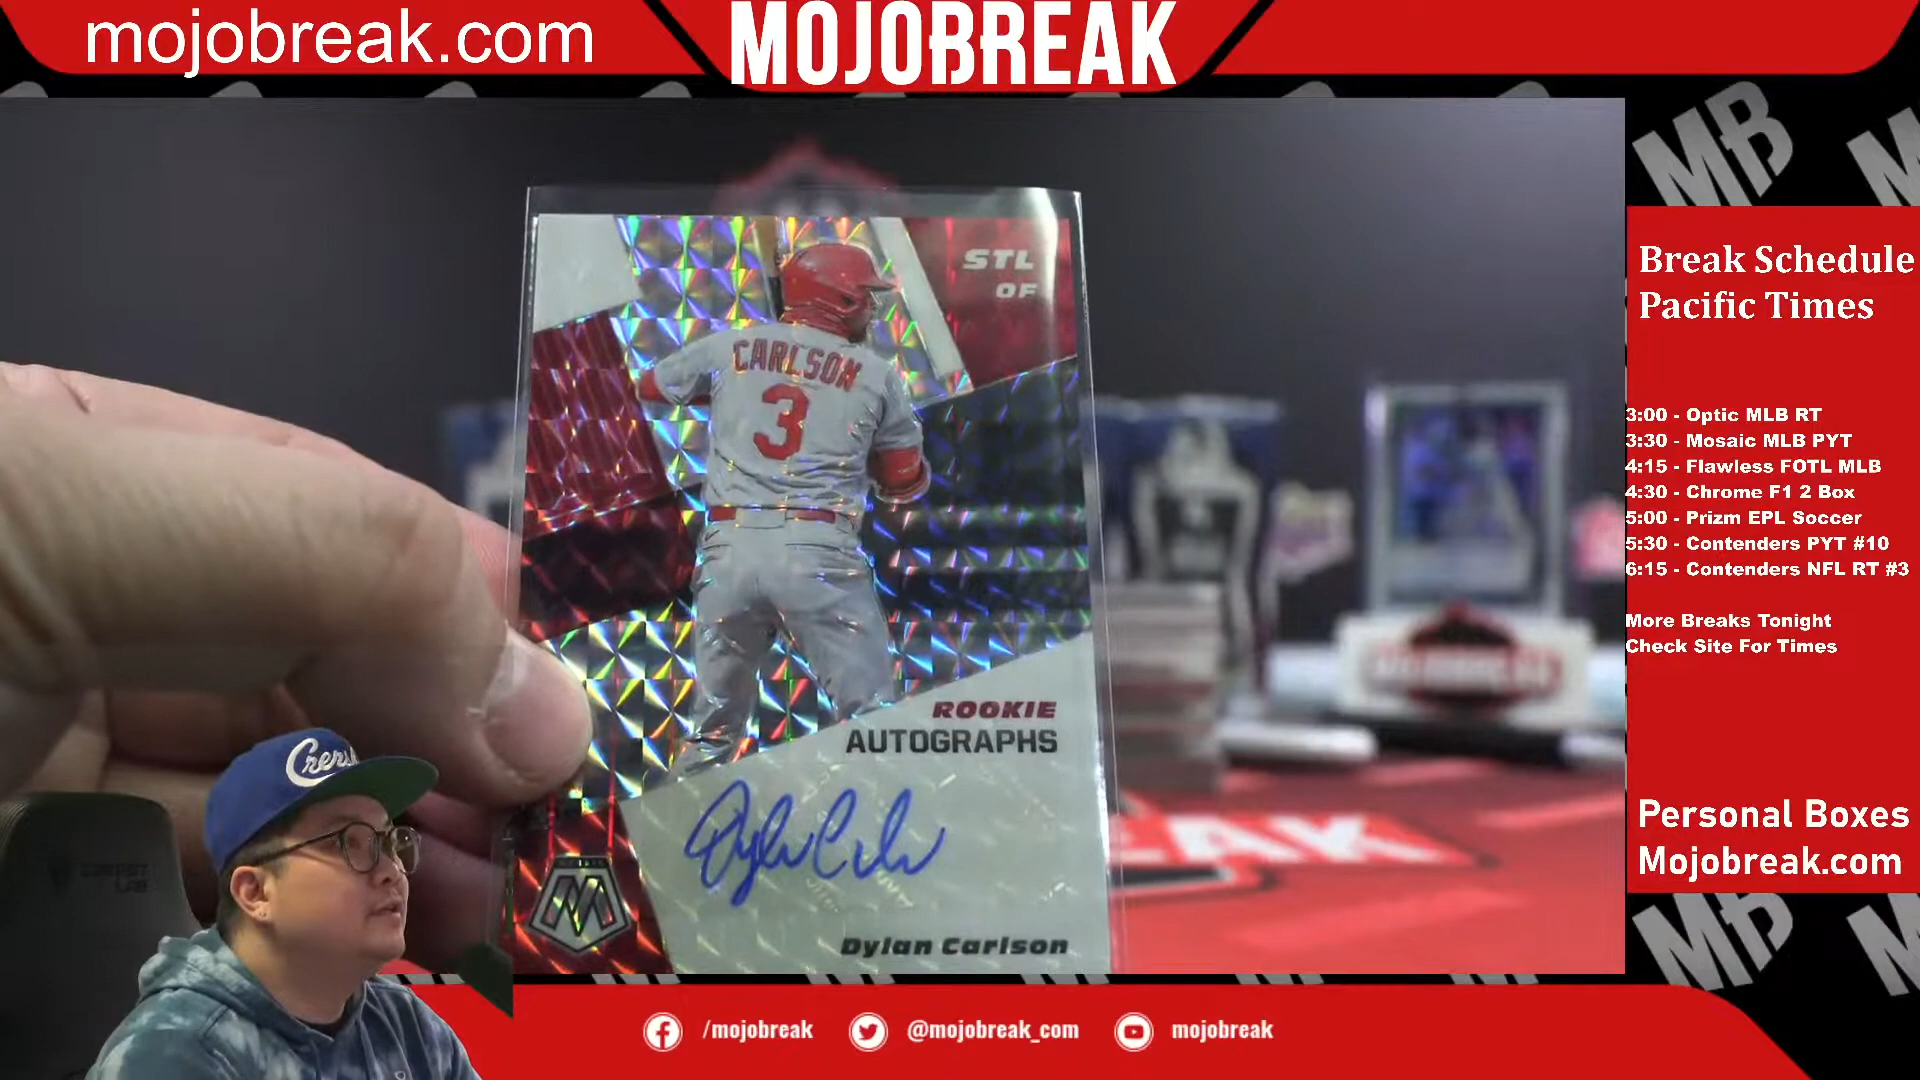 mojobreak.com
MOJOBREAK
STL
OF
CARLSON
3
ROOKIE
AUTOGRAPHS
Dylan Carlson
Break Schedule
Pacific Times
3:00 - Optic MLB RT
3:30 - Mosaic MLB PYT
4:15 - Flawless FOTL MLB
4:30 - Chrome F1 2 Box
5:00 - Prizm EPL Soccer
5:30 - Contenders PYT #10
6:15 - Contenders NFL RT #3
More Breaks Tonight
Check Site For Times
Personal Boxes
Mojobreak.com
MB
MB
/mojobreak
@mojobreak_com
mojobreak